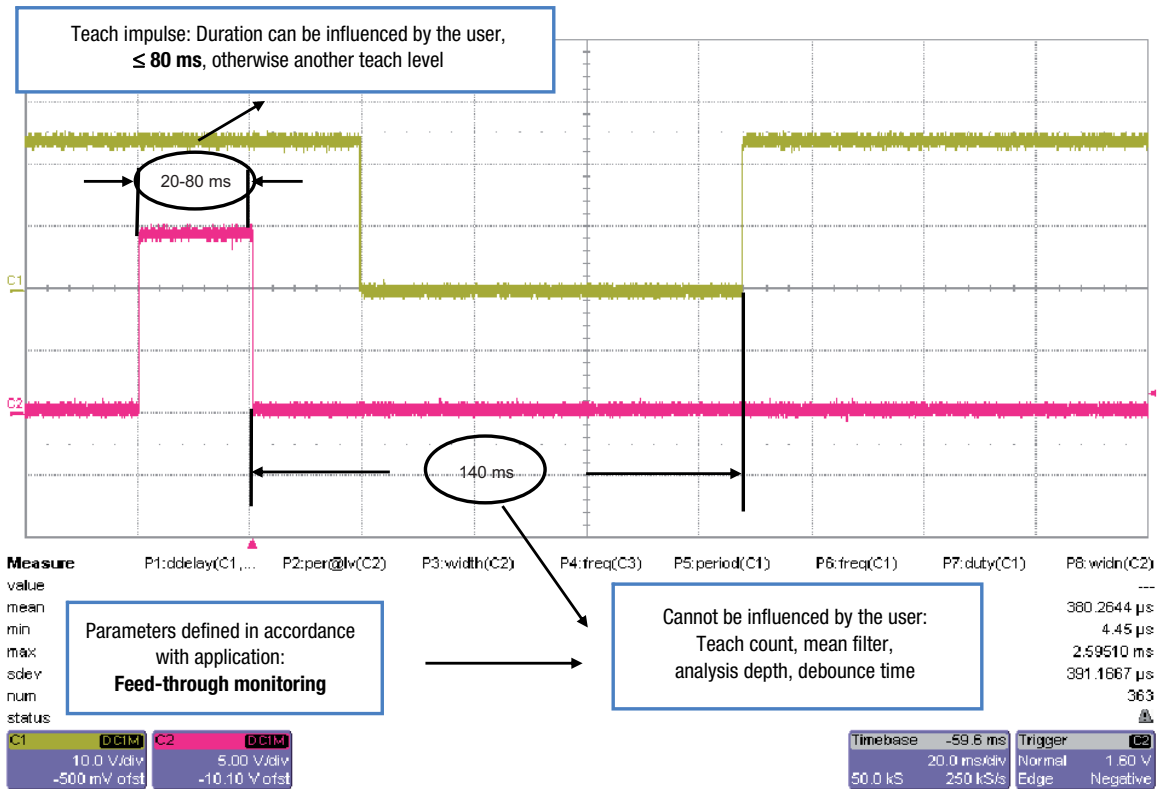 Teach impulse: Duration can be influenced by the user,
≤ 80 ms, otherwise another teach level
20-80 ms
C1
C2
140 ms
Measure P1:ddelay(C1,... P2:per@lv(C2) P3:width(C2) P4:freq(C3) P5:period(C1) P6:freq(C1) P7:duty(C1) P8:widn(C2)
value ---
mean 380.2644 µs
min 4.45 µs
max 2.59510 ms
sdev 391.1667 µs
num 363
status
Parameters defined in accordance
with application:
Feed-through monitoring
Cannot be influenced by the user:
Teach count, mean filter,
analysis depth, debounce time
C1 DC1M
10.0 V/div
-500 mV ofst
C2 DC1M
5.00 V/div
-10.10 V ofst
Timebase -59.6 ms
20.0 ms/div
50.0 kS 250 kS/s
Trigger C2
Normal 1.60 V
Edge Negative